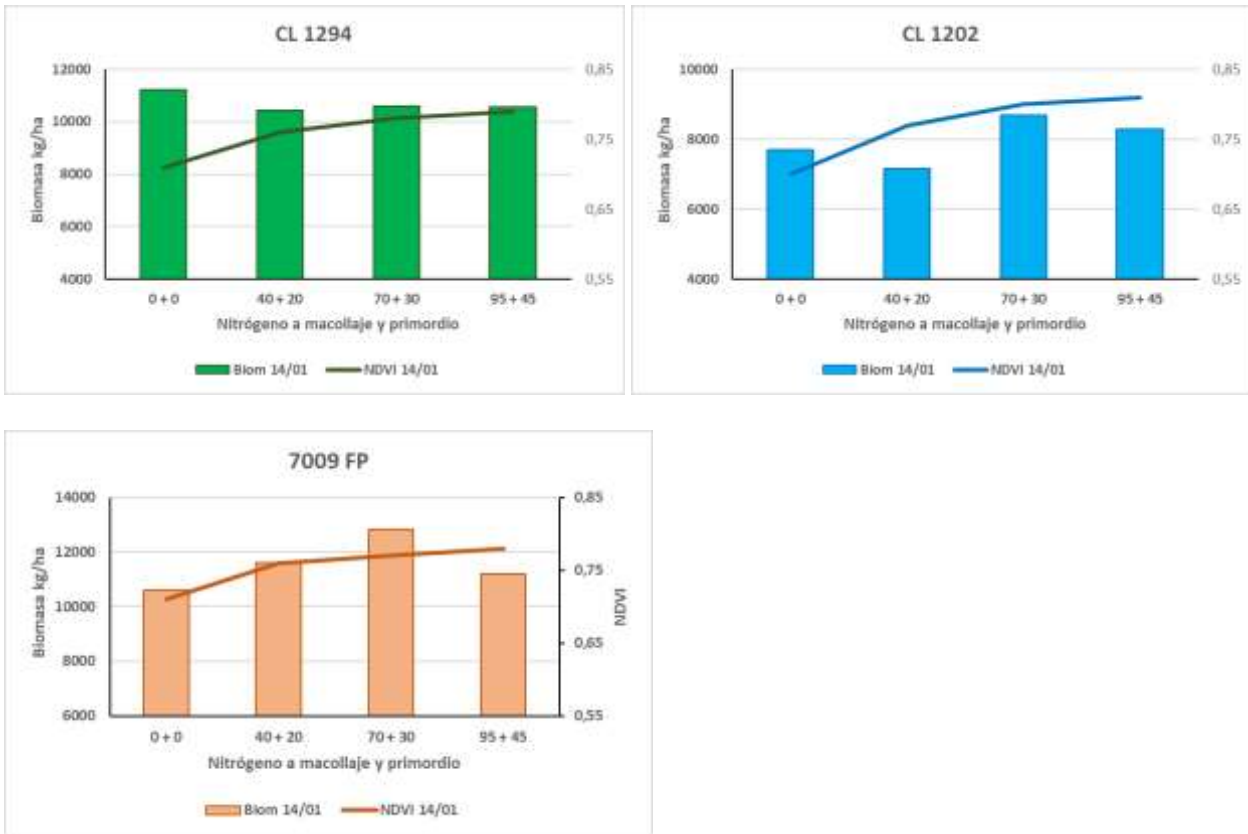 CL 1294
12000
10000
8000
6000
4000
Biomasa kg/ha
0,85
0,75
0,65
0,55
0 + 0 40 + 20 70 + 30 95 + 45
Nitrógeno a macollaje y primordio
Biom 14/01 NDVI 14/01
CL 1202
10000
8000
6000
4000
Biomasa kg/ha
0,85
0,75
0,65
0,55
0 + 0 40 + 20 70 + 30 95 + 45
Nitrógeno a macollaje y primordio
Biom 14/01 NDVI 14/01
7009 FP
14000
12000
10000
8000
6000
Biomasa kg/ha
0,85
0,75
0,65
0,55
NDVI
0 + 0 40 + 20 70 + 30 95 + 45
Nitrógeno a macollaje y primordio
Biom 14/01 NDVI 14/01